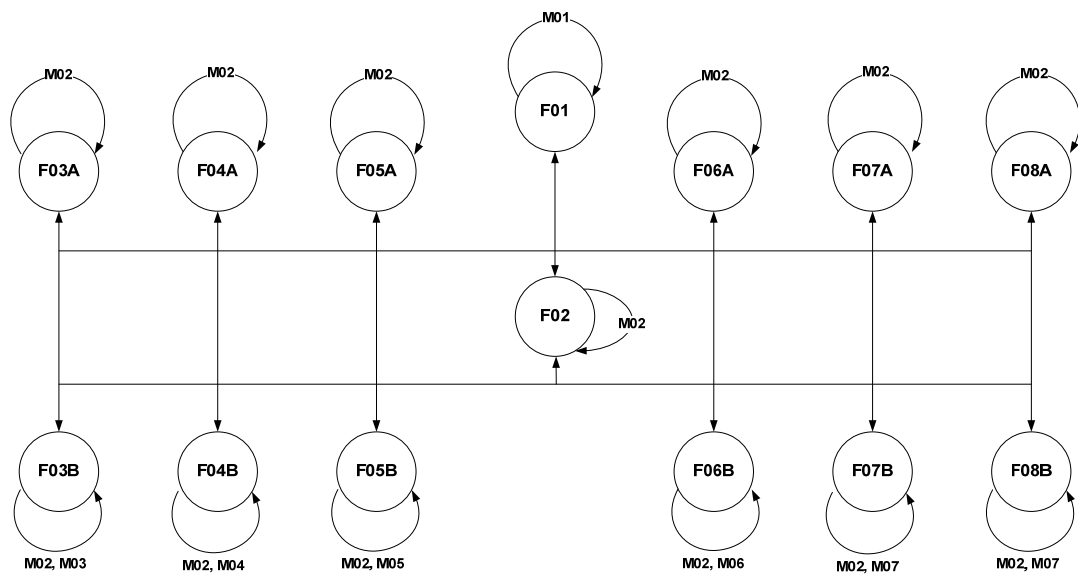 M01
M02
M02
M02
M02
M02
M02
F01
F03A
F04A
F05A
F06A
F07A
F08A
F02
M02
F03B
F04B
F05B
F06B
F07B
F08B
M02, M03
M02, M04
M02, M05
M02, M06
M02, M07
M02, M07